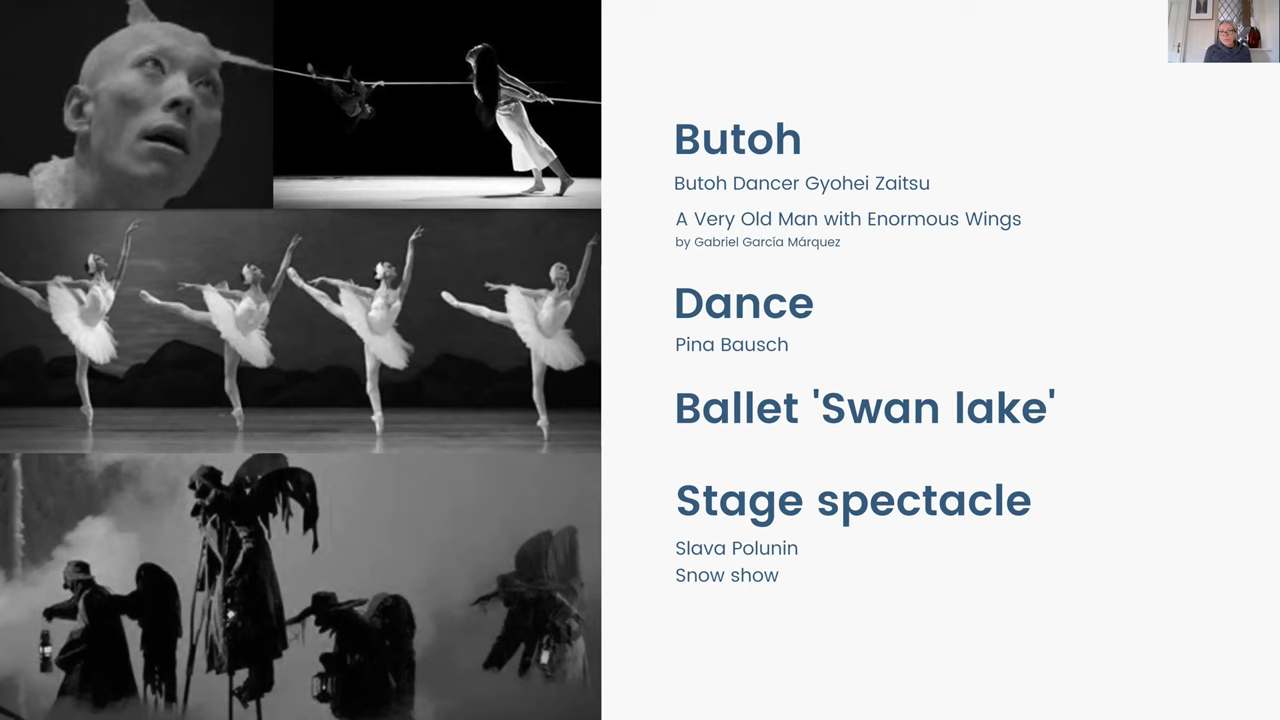 Butoh
Butoh Dancer Gyohei Zaitsu
A Very Old Man with Enormous Wings
by Gabriel García Márquez
Dance
Pina Bausch
Ballet 'Swan lake'
Stage spectacle
Slava Polunin
Snow show